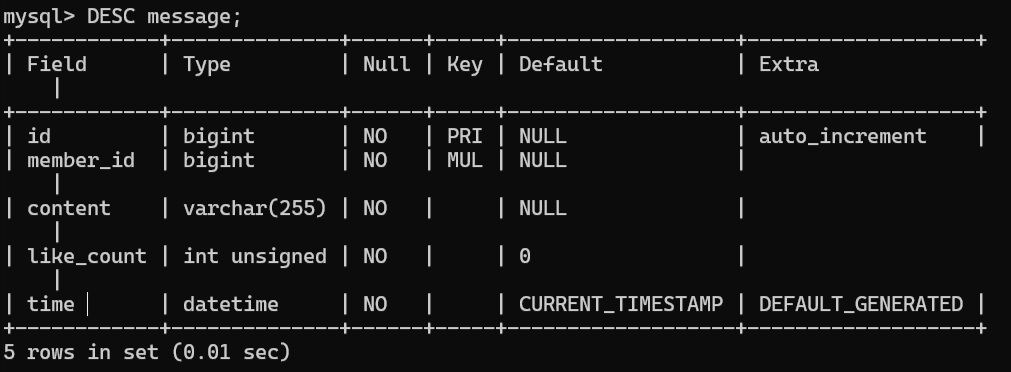 mysql> DESC message;
+------------+--------------+------+-----+-------------------+-------------------+
| Field      | Type         | Null | Key | Default           | Extra
    |
+------------+--------------+------+-----+-------------------+-------------------+
| id         | bigint       | NO   | PRI | NULL              | auto_increment    |
| member_id  | bigint       | NO   | MUL | NULL              |
    |
| content    | varchar(255) | NO   |     | NULL              |
    |
| like_count | int unsigned | NO   |     | 0                 |
    |
| time       | datetime     | NO   |     | CURRENT_TIMESTAMP | DEFAULT_GENERATED |
+------------+--------------+------+-----+-------------------+-------------------+
5 rows in set (0.01 sec)